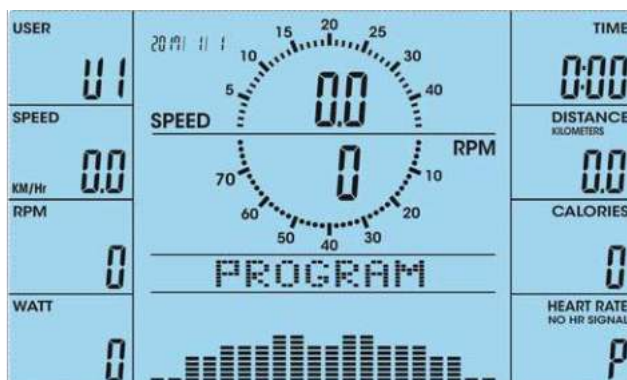 USER
U1
SPEED
KM/Hr 0.0
RPM
0
WATT
0
5 10 15 20 25 30 40
0.0
SPEED
RPM
0
70 60 50 40 30 20 10
PROGRAM
TIME
0:00
DISTANCE
KILOMETERS
0.0
CALORIES
0
HEART RATE
NO HR SIGNAL
P